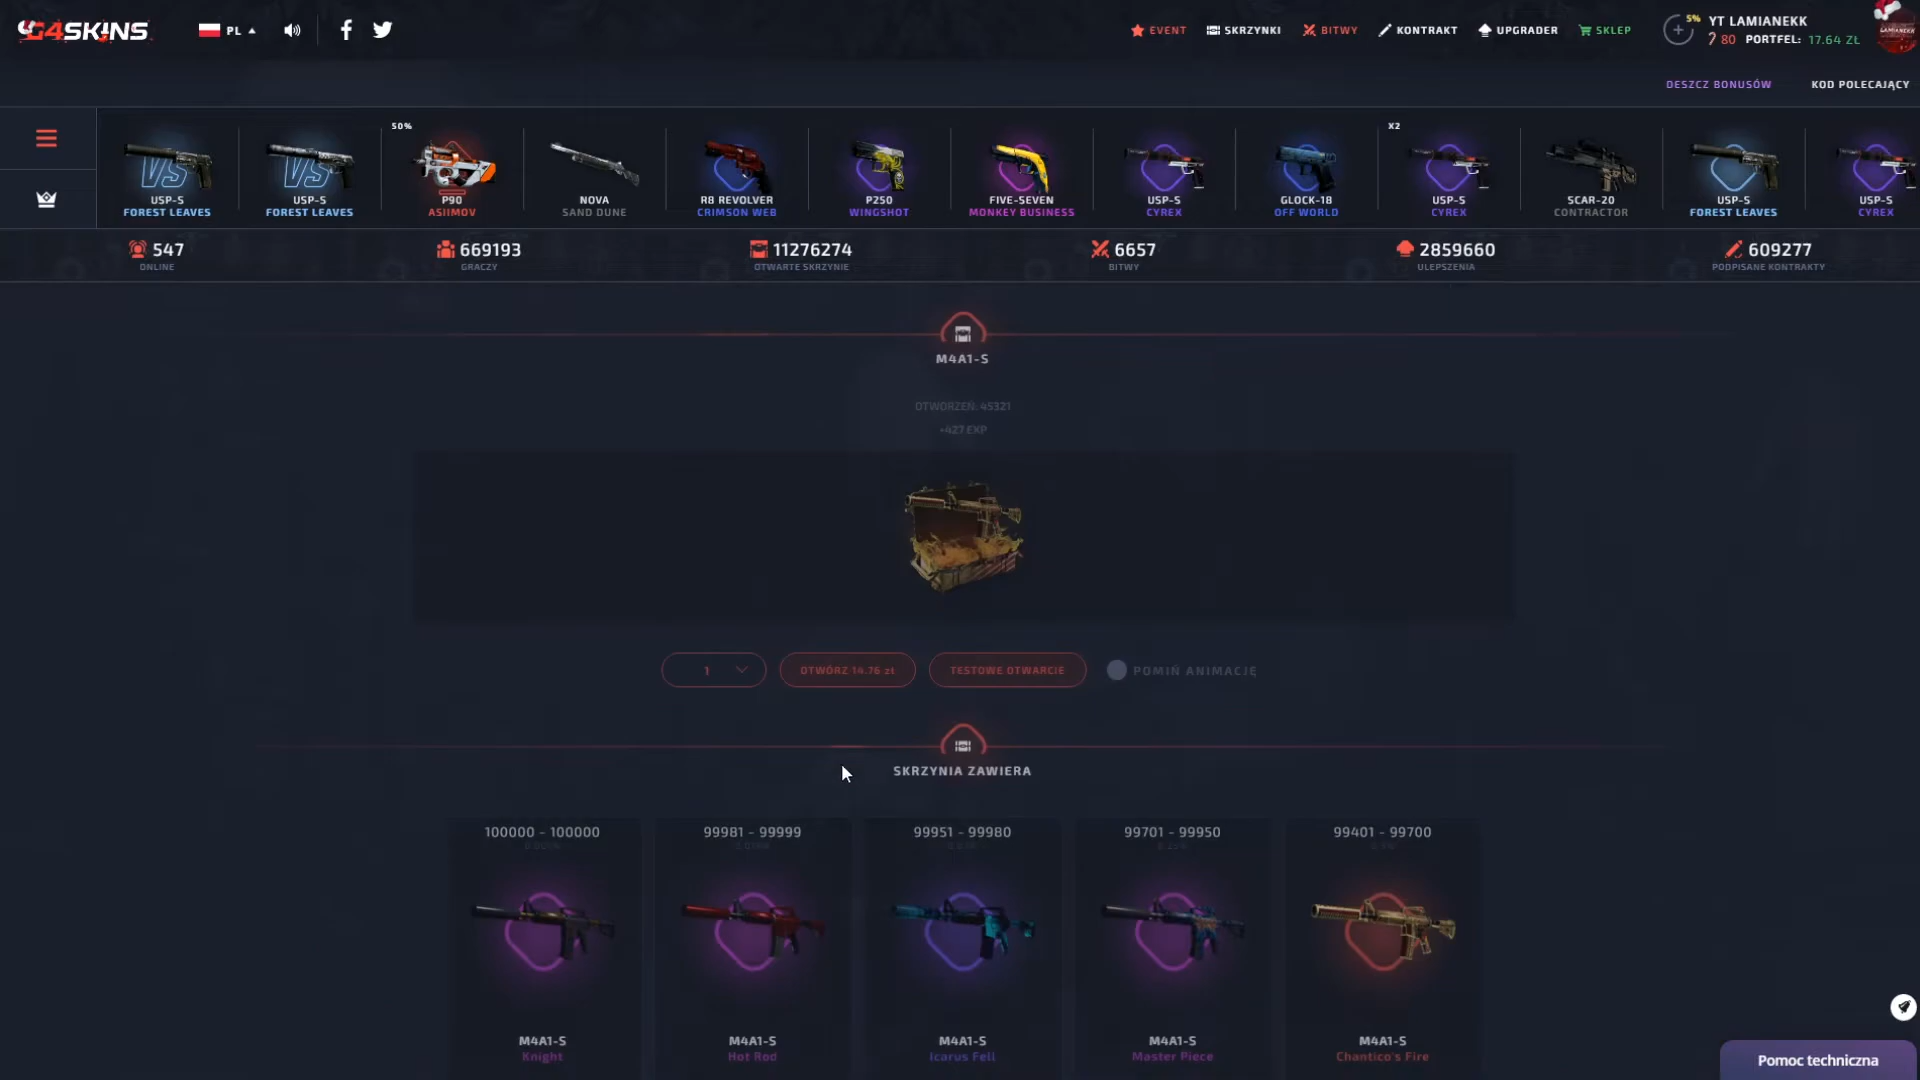 G4SKINS
PL
EVENT
SKRZYNKI
BITWY
KONTRAKT
UPGRADER
SKLEP
5%
YT LAMIANEKK
80 PORTFEL: 17.64 ZŁ
DESZCZ BONUSÓW
KOD POLECAJĄCY
VS
USP-S
FOREST LEAVES
VS
USP-S
FOREST LEAVES
50%
P90
ASIIMOV
NOVA
SAND DUNE
R8 REVOLVER
CRIMSON WEB
P250
WINGSHOT
FIVE-SEVEN
MONKEY BUSINESS
USP-S
CYREX
GLOCK-18
OFF WORLD
X2
USP-S
CYREX
SCAR-20
CONTRACTOR
USP-S
FOREST LEAVES
USP-S
CYREX
547
ONLINE
669193
GRACZY
11276274
OTWARTE SKRZYNIE
6657
BITWY
2859660
ULEPSZENIA
609277
PODPISANE KONTRAKTY
M4A1-S
OTWORZEŃ: 45321
+427 EXP
1
OTWÓRZ 14.76 zł
TESTOWE OTWARCIE
POMIŃ ANIMACJĘ
SKRZYNIA ZAWIERA
100000 - 100000
M4A1-S
Knight
99981 - 99999
M4A1-S
Hot Rod
99951 - 99980
M4A1-S
Icarus Fell
99701 - 99950
M4A1-S
Master Piece
99401 - 99700
M4A1-S
Chantico's Fire
Pomoc techniczna